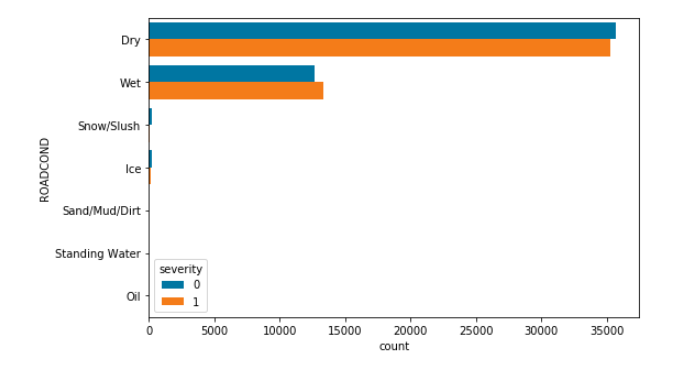 Dry
Wet
Snow/Slush
Ice
Sand/Mud/Dirt
Standing Water
Oil
ROADCOND
severity
0
1
0 5000 10000 15000 20000 25000 30000 35000
count